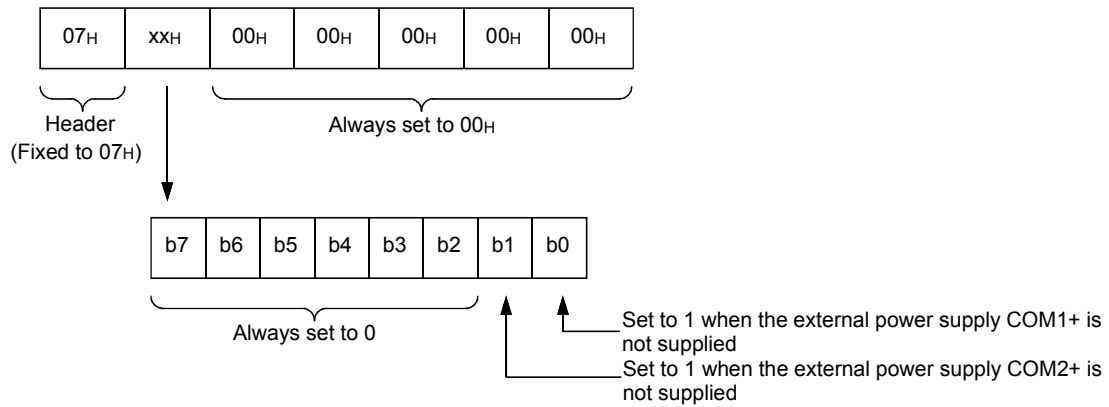 07H xxH 00H 00H 00H 00H 00H
Header
(Fixed to 07H)
Always set to 00H
b7 b6 b5 b4 b3 b2 b1 b0
Always set to 0
Set to 1 when the external power supply COM1+ is
not supplied
Set to 1 when the external power supply COM2+ is
not supplied